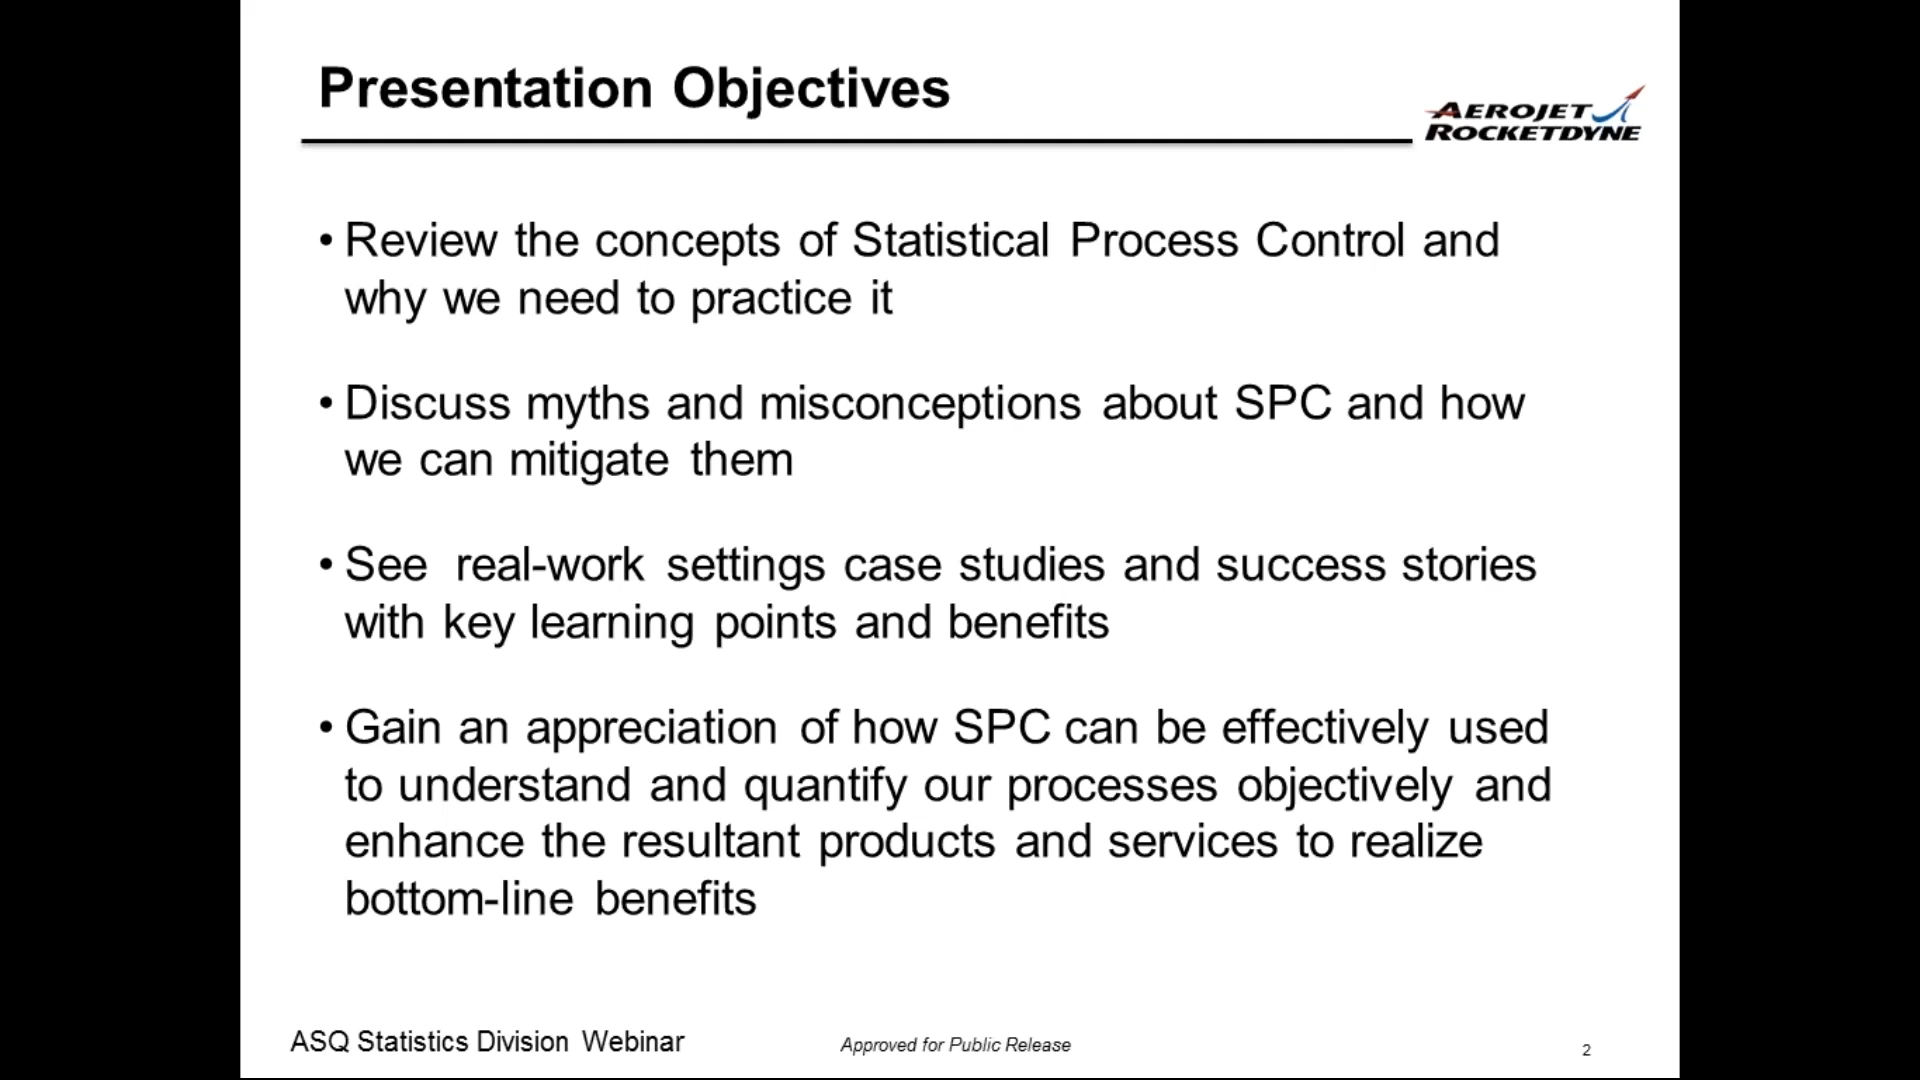 Presentation Objectives
AEROJET
ROCKETDYNE
• Review the concepts of Statistical Process Control and
why we need to practice it
• Discuss myths and misconceptions about SPC and how
we can mitigate them
• See real-work settings case studies and success stories
with key learning points and benefits
• Gain an appreciation of how SPC can be effectively used
to understand and quantify our processes objectively and
enhance the resultant products and services to realize
bottom-line benefits
ASQ Statistics Division Webinar
Approved for Public Release
2